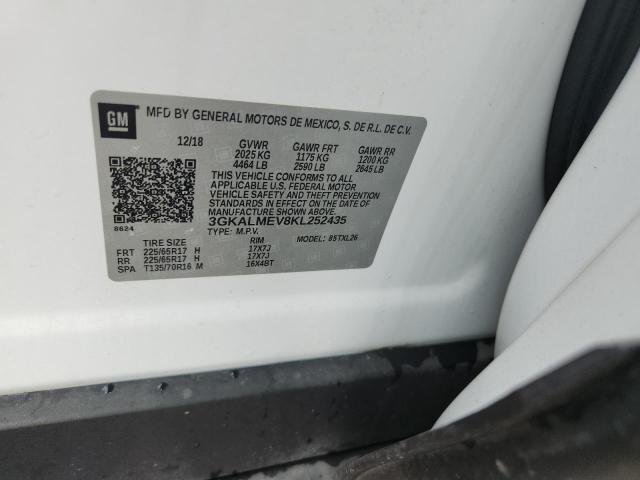 GM
MFD BY GENERAL MOTORS DE MEXICO, S. DE R.L. DE C.V.
12/18 GVWR GAWR FRT GAWR RR
2025 KG 1175 KG 1200 KG
4464 LB 2590 LB 2645 LB
THIS VEHICLE CONFORMS TO ALL
APPLICABLE U.S. FEDERAL MOTOR
VEHICLE SAFETY AND THEFT PREVENTION
STANDARDS IN EFFECT ON THE DATE OF
MANUFACTURE SHOWN ABOVE.
3GKALMEV8KL252435
8624 TYPE: M.P.V. MODEL: 85TXL26
TIRE SIZE RIM
FRT 225/65R17 H 17X7J
RR 225/65R17 H 17X7J
SPA T135/70R16 M 16X4BT